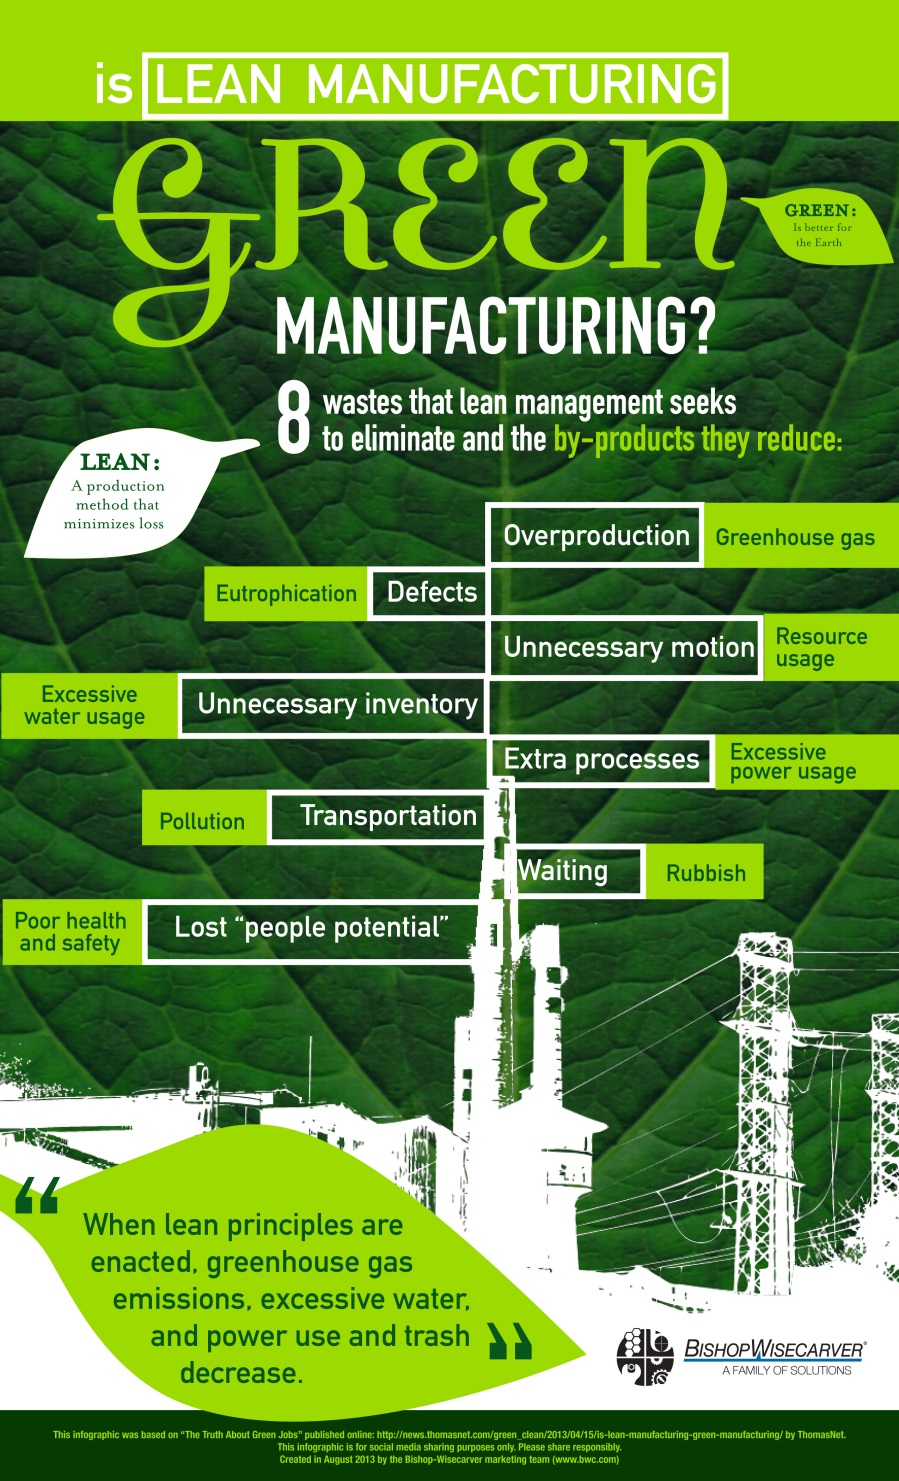 is LEAN MANUFACTURING
GREEN
GREEN:
Is better for
the Earth
MANUFACTURING?
8 wastes that lean management seeks
to eliminate and the by-products they reduce:
LEAN:
A production
method that
minimizes loss
Overproduction
Greenhouse gas
Eutrophication
Defects
Unnecessary motion
Resource
usage
Excessive
water usage
Unnecessary inventory
Extra processes
Excessive
power usage
Pollution
Transportation
Waiting
Rubbish
Poor health
and safety
Lost “people potential”
“
When lean principles are
enacted, greenhouse gas
emissions, excessive water,
and power use and trash
decrease.
”
BISHOPWISECARVER®
A FAMILY OF SOLUTIONS
This infographic was based on “The Truth About Green Jobs” published online: http://news.thomasnet.com/green_clean/2013/04/15/is-lean-manufacturing-green-manufacturing/ by ThomasNet.
This infographic is for social media sharing purposes only. Please share responsibly.
Created in August 2013 by the Bishop-Wisecarver marketing team (www.bwc.com)